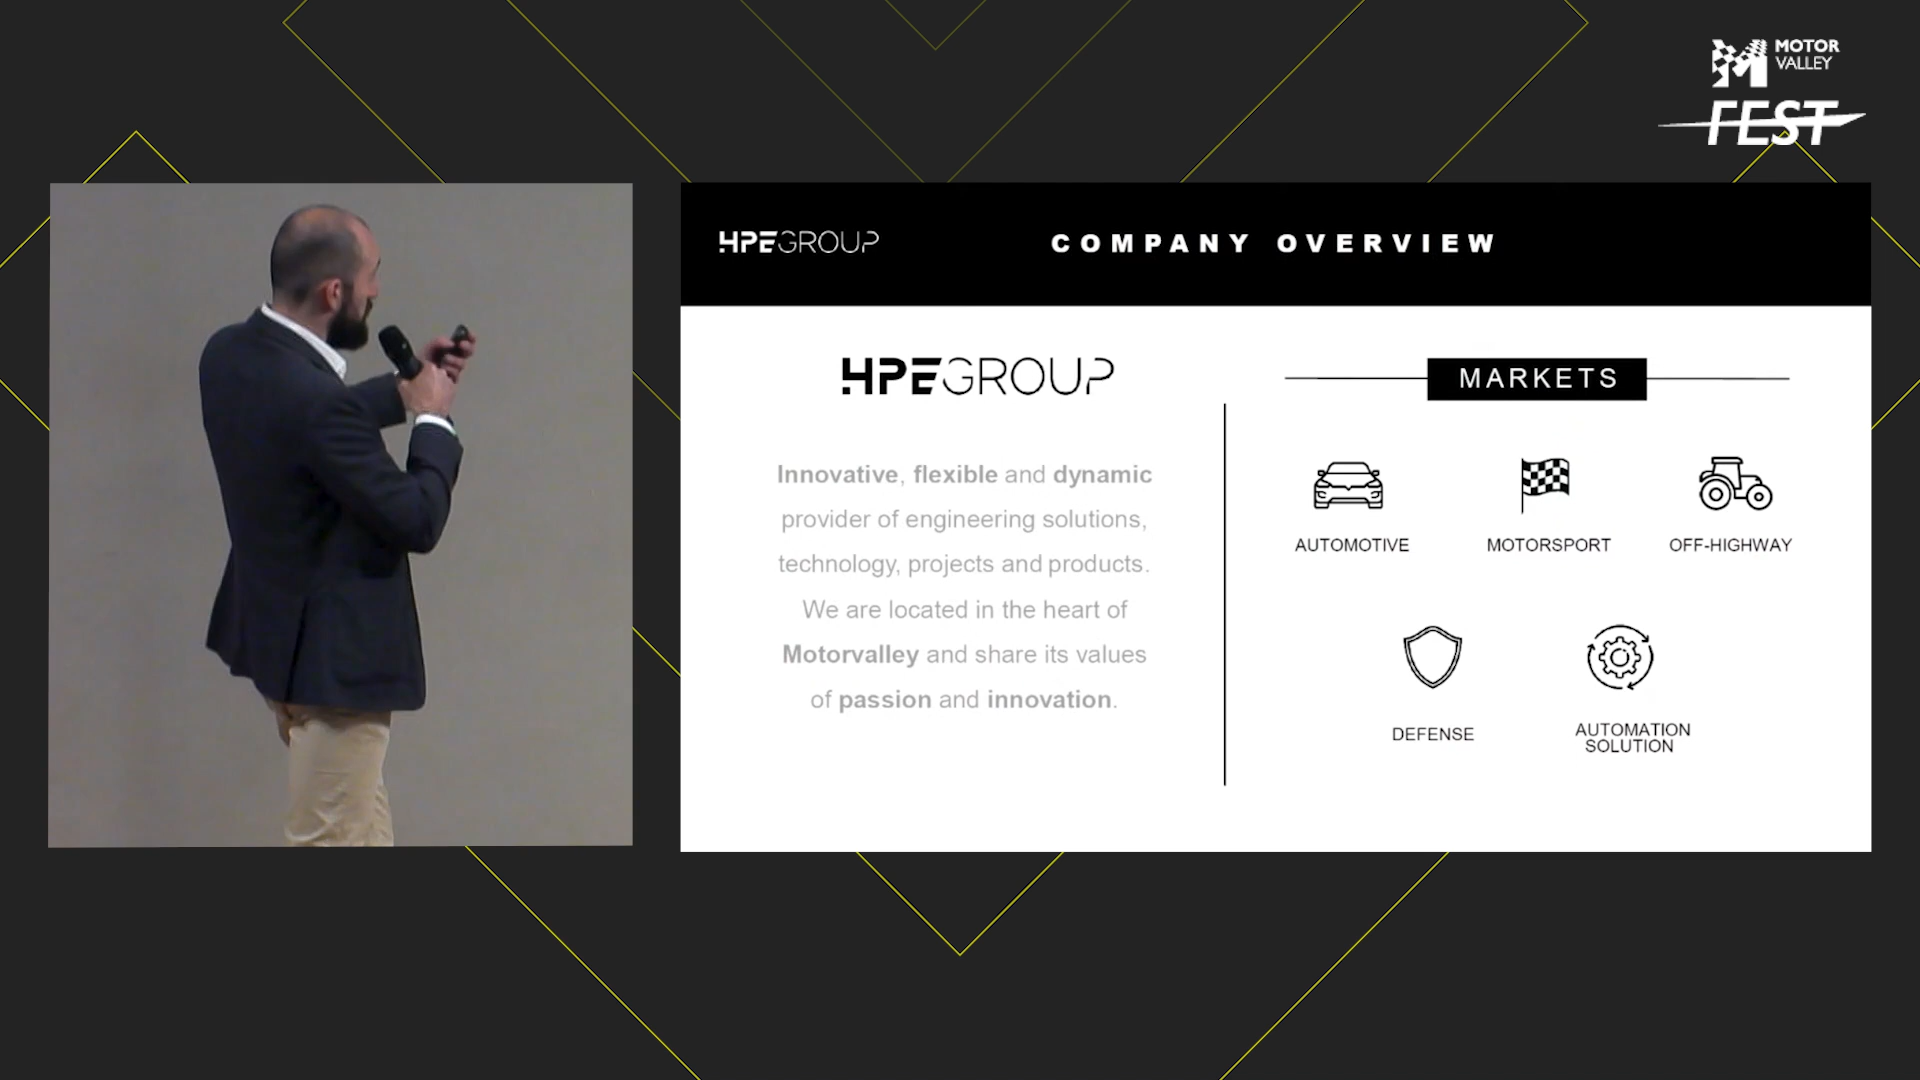 MOTOR
VALLEY
FEST
HPEGROUP
COMPANY OVERVIEW
HPEGROUP
Innovative, flexible and dynamic
provider of engineering solutions,
technology, projects and products.
We are located in the heart of
Motorvalley and share its values
of passion and innovation.
MARKETS
AUTOMOTIVE
MOTORSPORT
OFF-HIGHWAY
DEFENSE
AUTOMATION
SOLUTION